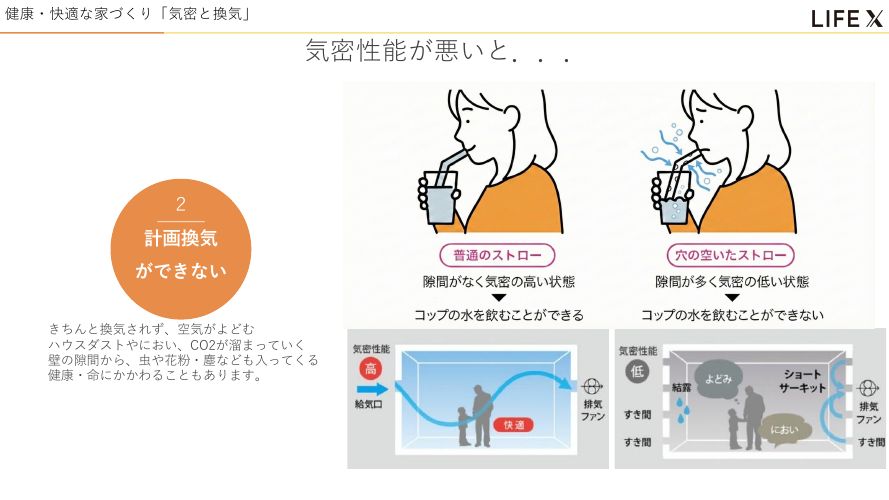 健康・快適な家づくり「気密と換気」
LIFE X
気密性能が悪いと．．．
2
計画換気
ができない
きちんと換気されず、空気がよどむ
ハウスダストやにおい、CO2が溜まっていく
壁の隙間から、虫や花粉・塵なども入ってくる
健康・命にかかわることもあります。
普通のストロー
隙間がなく気密の高い状態
コップの水を飲むことができる
穴の空いたストロー
隙間が多く気密の低い状態
コップの水を飲むことができない
気密性能
高
給気口
快適
排気
ファン
気密性能
低
結露
すき間
すき間
よどみ
におい
ショート
サーキット
排気
ファン
すき間